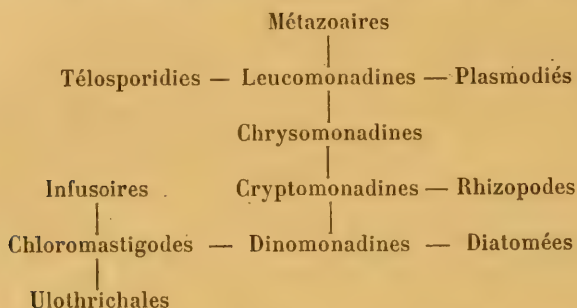 Métazoaires
Télosporidies — Leucomonadines — Plasmodiés
Chrysomonadines
Infusoires Cryptomonadines — Rhizopodes
Chloromastigodes — Dinomonadines — Diatomées
Ulothrichales